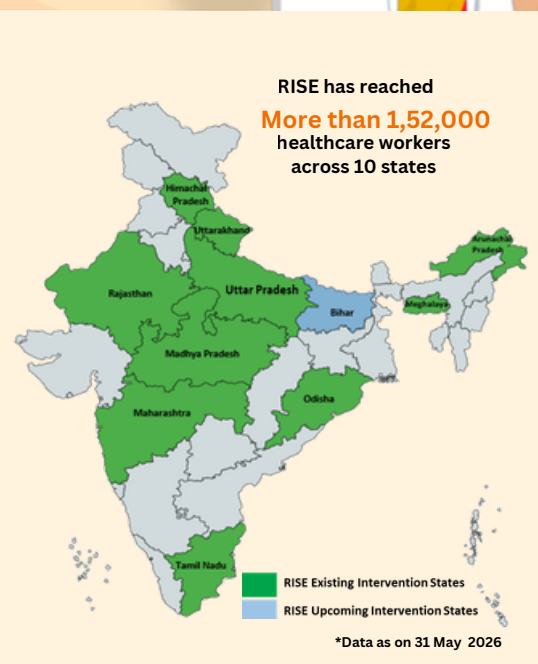 RISE has reached
More than 1,52,000
healthcare workers
across 10 states
Himachal
Pradesh
Uttarakhand
Arunachal
Pradesh
Rajasthan
Uttar Pradesh
Meghalaya
Bihar
Madhya Pradesh
Odisha
Maharashtra
Tamil Nadu
RISE Existing Intervention States
RISE Upcoming Intervention States
*Data as on 31 May 2026